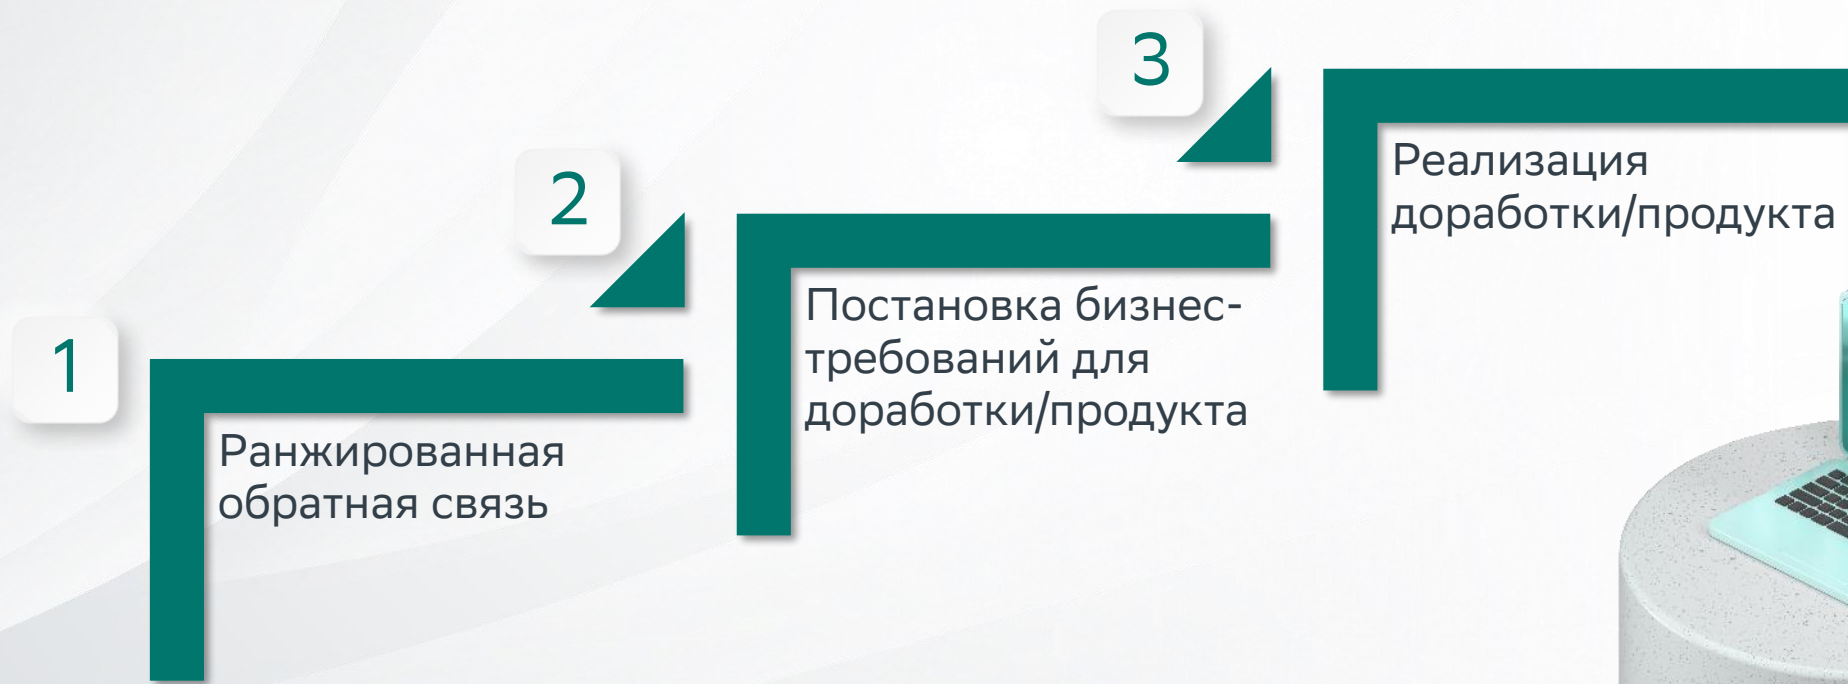 1
Ранжированная
обратная связь
2
Постановка бизнес-
требований для
доработки/продукта
3
Реализация
доработки/продукта